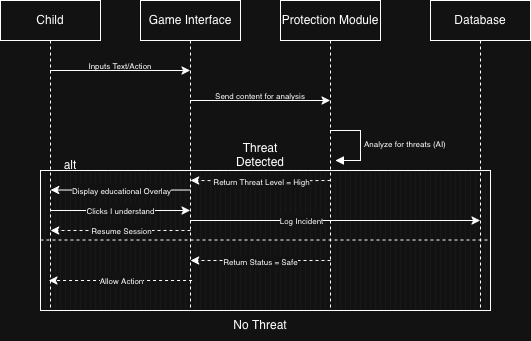 Child
Game Interface
Protection Module
Database
Inputs Text/Action
Send content for analysis
Analyze for threats (AI)
Threat
Detected
alt
Return Threat Level = High
Display educational Overlay
Clicks I understand
Log Incident
Resume Session
Return Status = Safe
Allow Action
No Threat